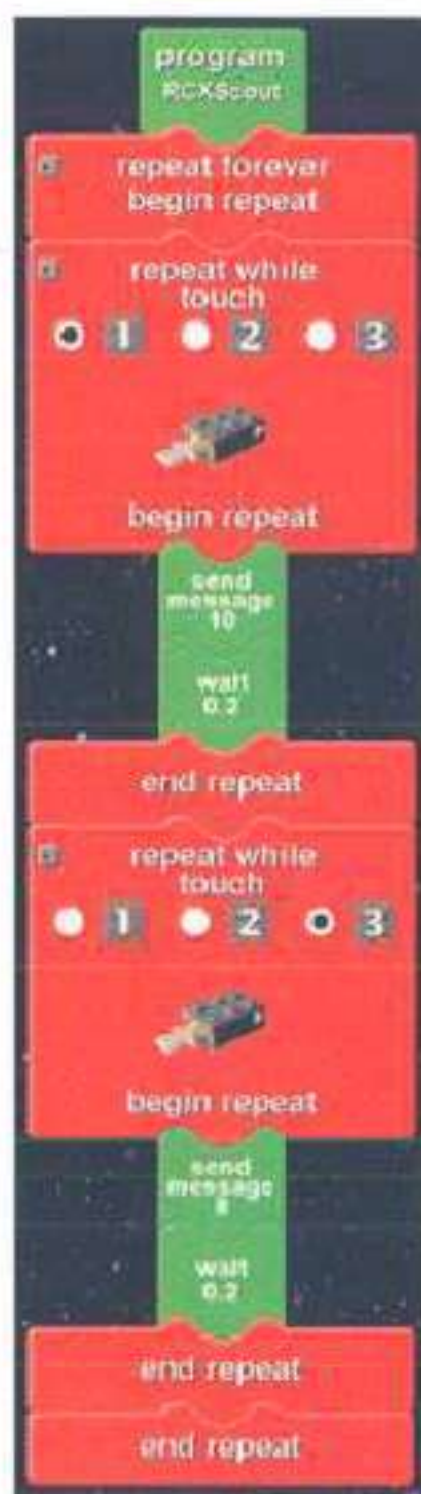 program
RCXScout
repeat forever
begin repeat
repeat while
touch
1 2 3
begin repeat
send
message
10
wait
0.2
end repeat
repeat while
touch
1 2 3
begin repeat
send
message
wait
0.2
end repeat
end repeat